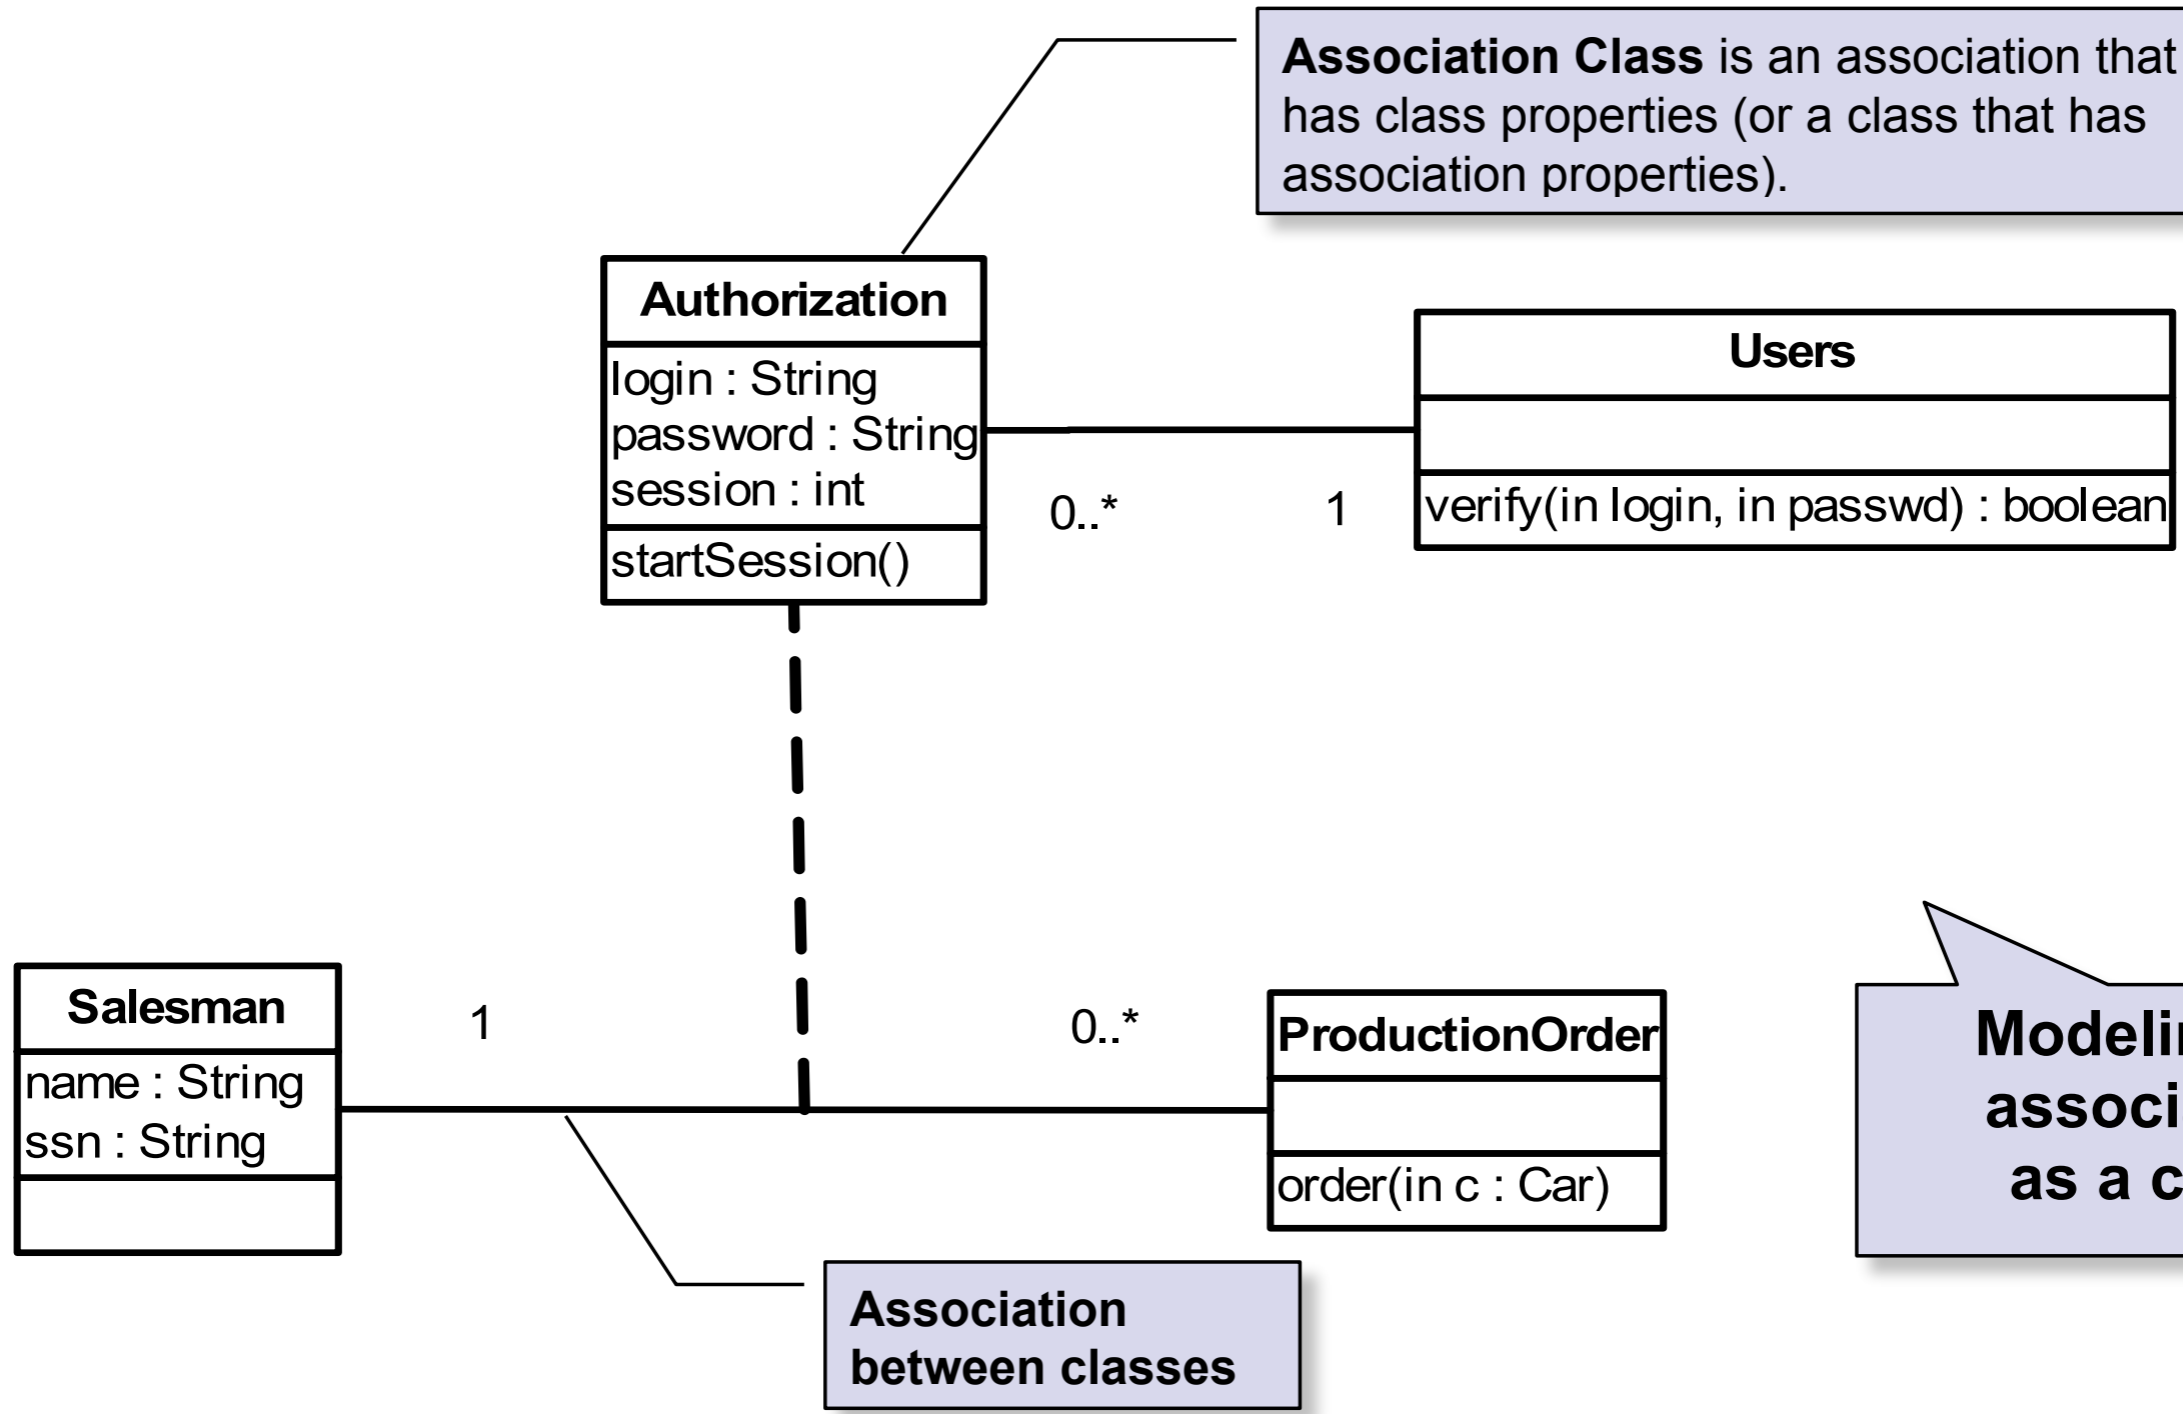 Association Class is an association that
has class properties (or a class that has
association properties).
Authorization
login : String
password : String
session : int
startSession()
Users
verify(in login, in passwd) : boolean
0..*
1
Salesman
name : String
ssn : String
1
0..*
ProductionOrder
order(in c : Car)
as a
Association
between classes